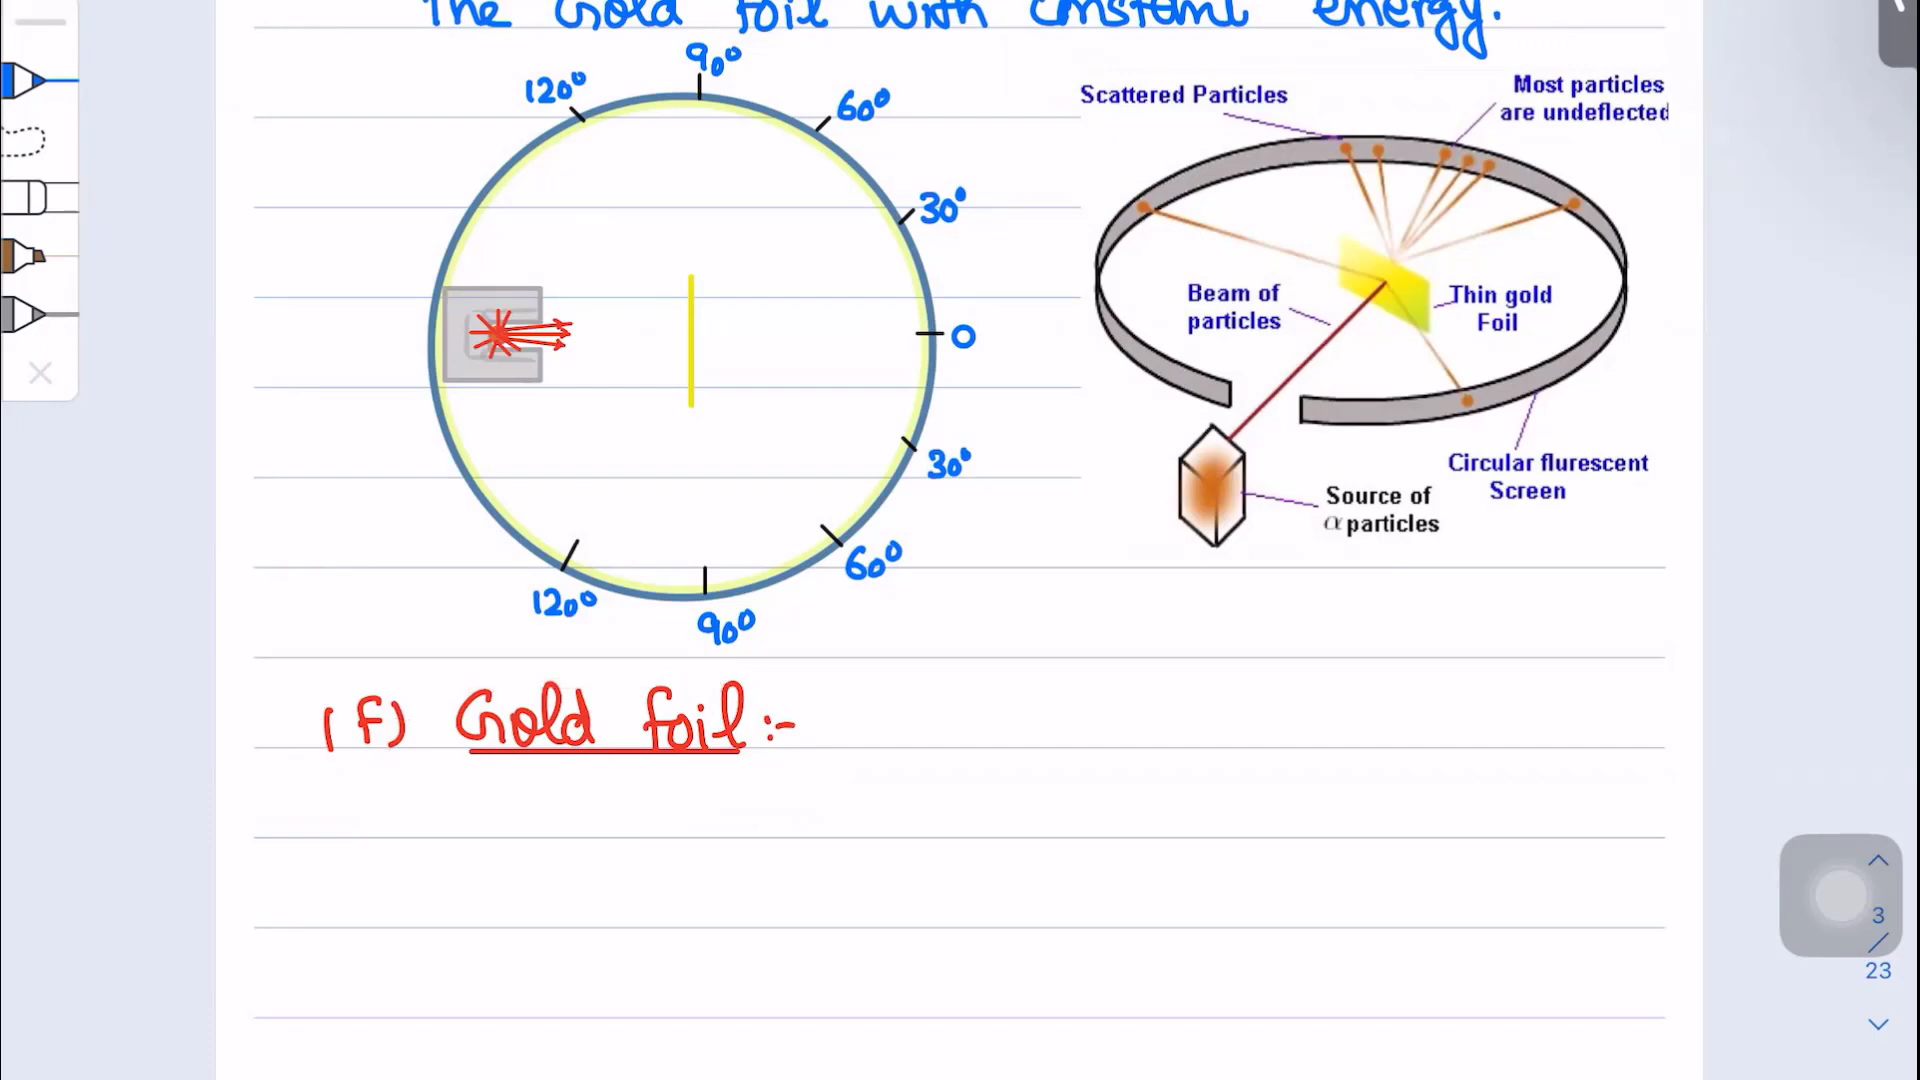 The Gold foil with constant energy.
90°
120°
60°
30°
0
30°
60°
90°
120°
Scattered Particles
Most particles
are undeflected
Beam of
particles
Thin gold
Foil
Circular flurescent
Screen
Source of
α particles
(F) Gold foil :-
3
/
23